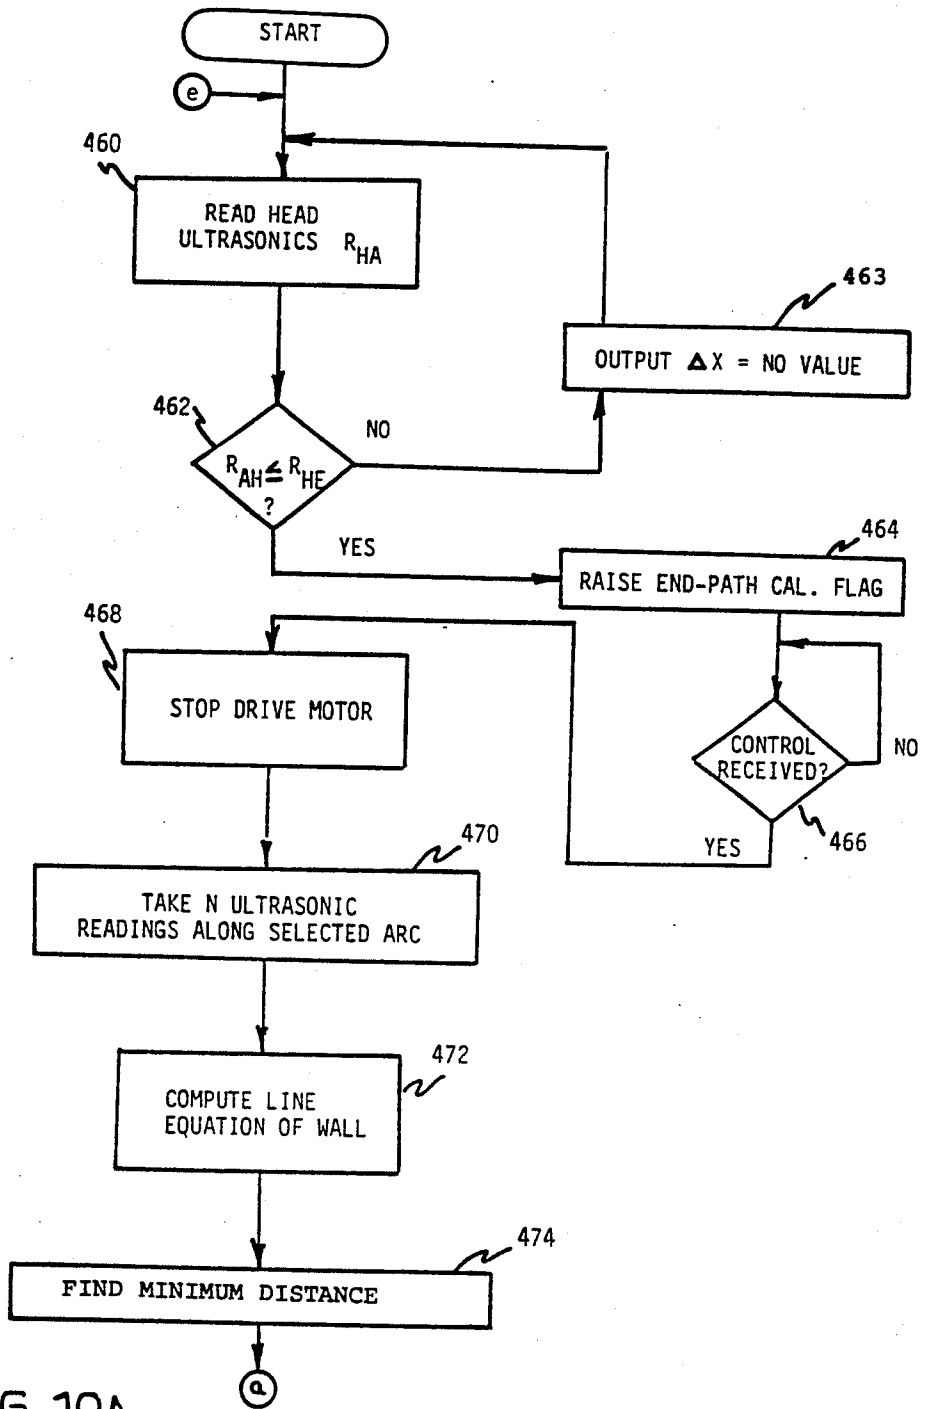 START
e
460
READ HEAD
ULTRASONICS R_HA
463
OUTPUT ΔX = NO VALUE
462
NO
R_AH ≤ R_HE
?
YES
464
RAISE END-PATH CAL. FLAG
468
STOP DRIVE MOTOR
CONTROL
RECEIVED?
NO
466
YES
470
TAKE N ULTRASONIC
READINGS ALONG SELECTED ARC
472
COMPUTE LINE
EQUATION OF WALL
474
FIND MINIMUM DISTANCE
a